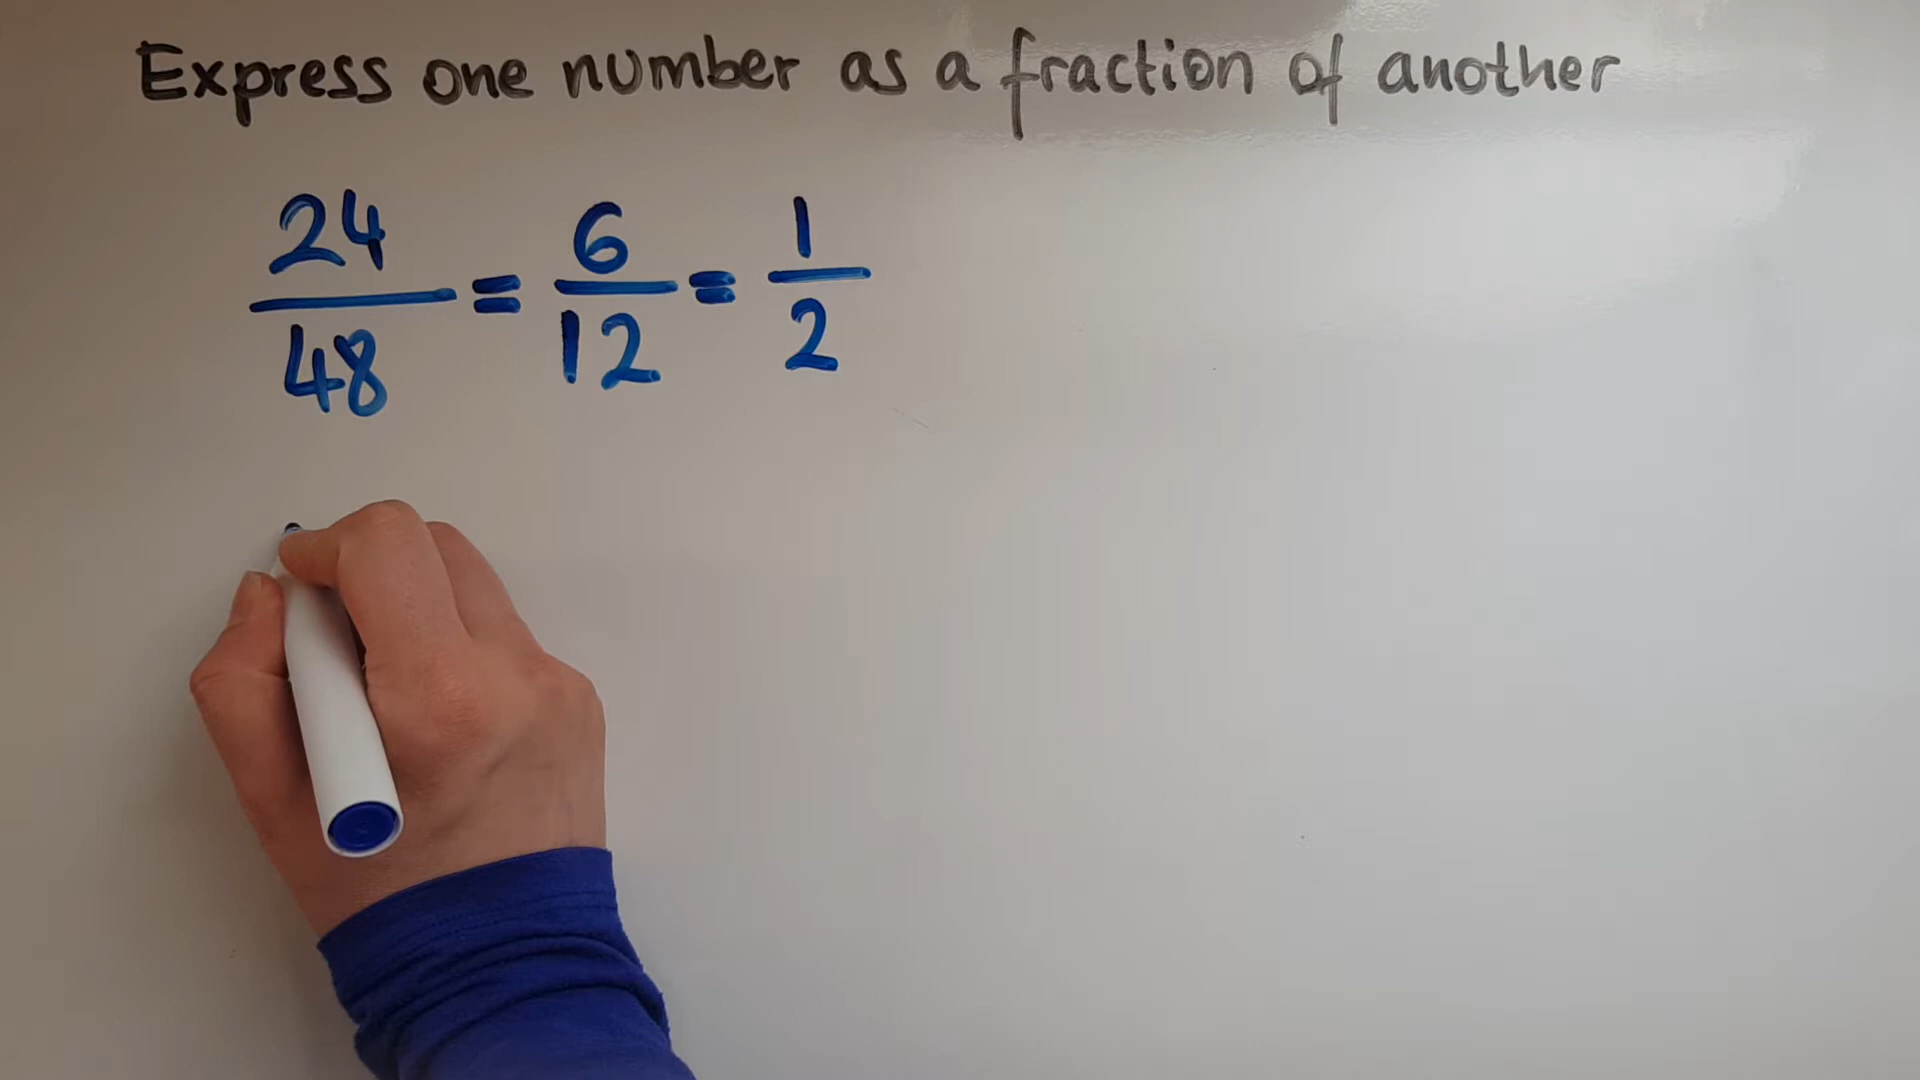 Express one number as a fraction of another
24/48 = 6/12 = 1/2